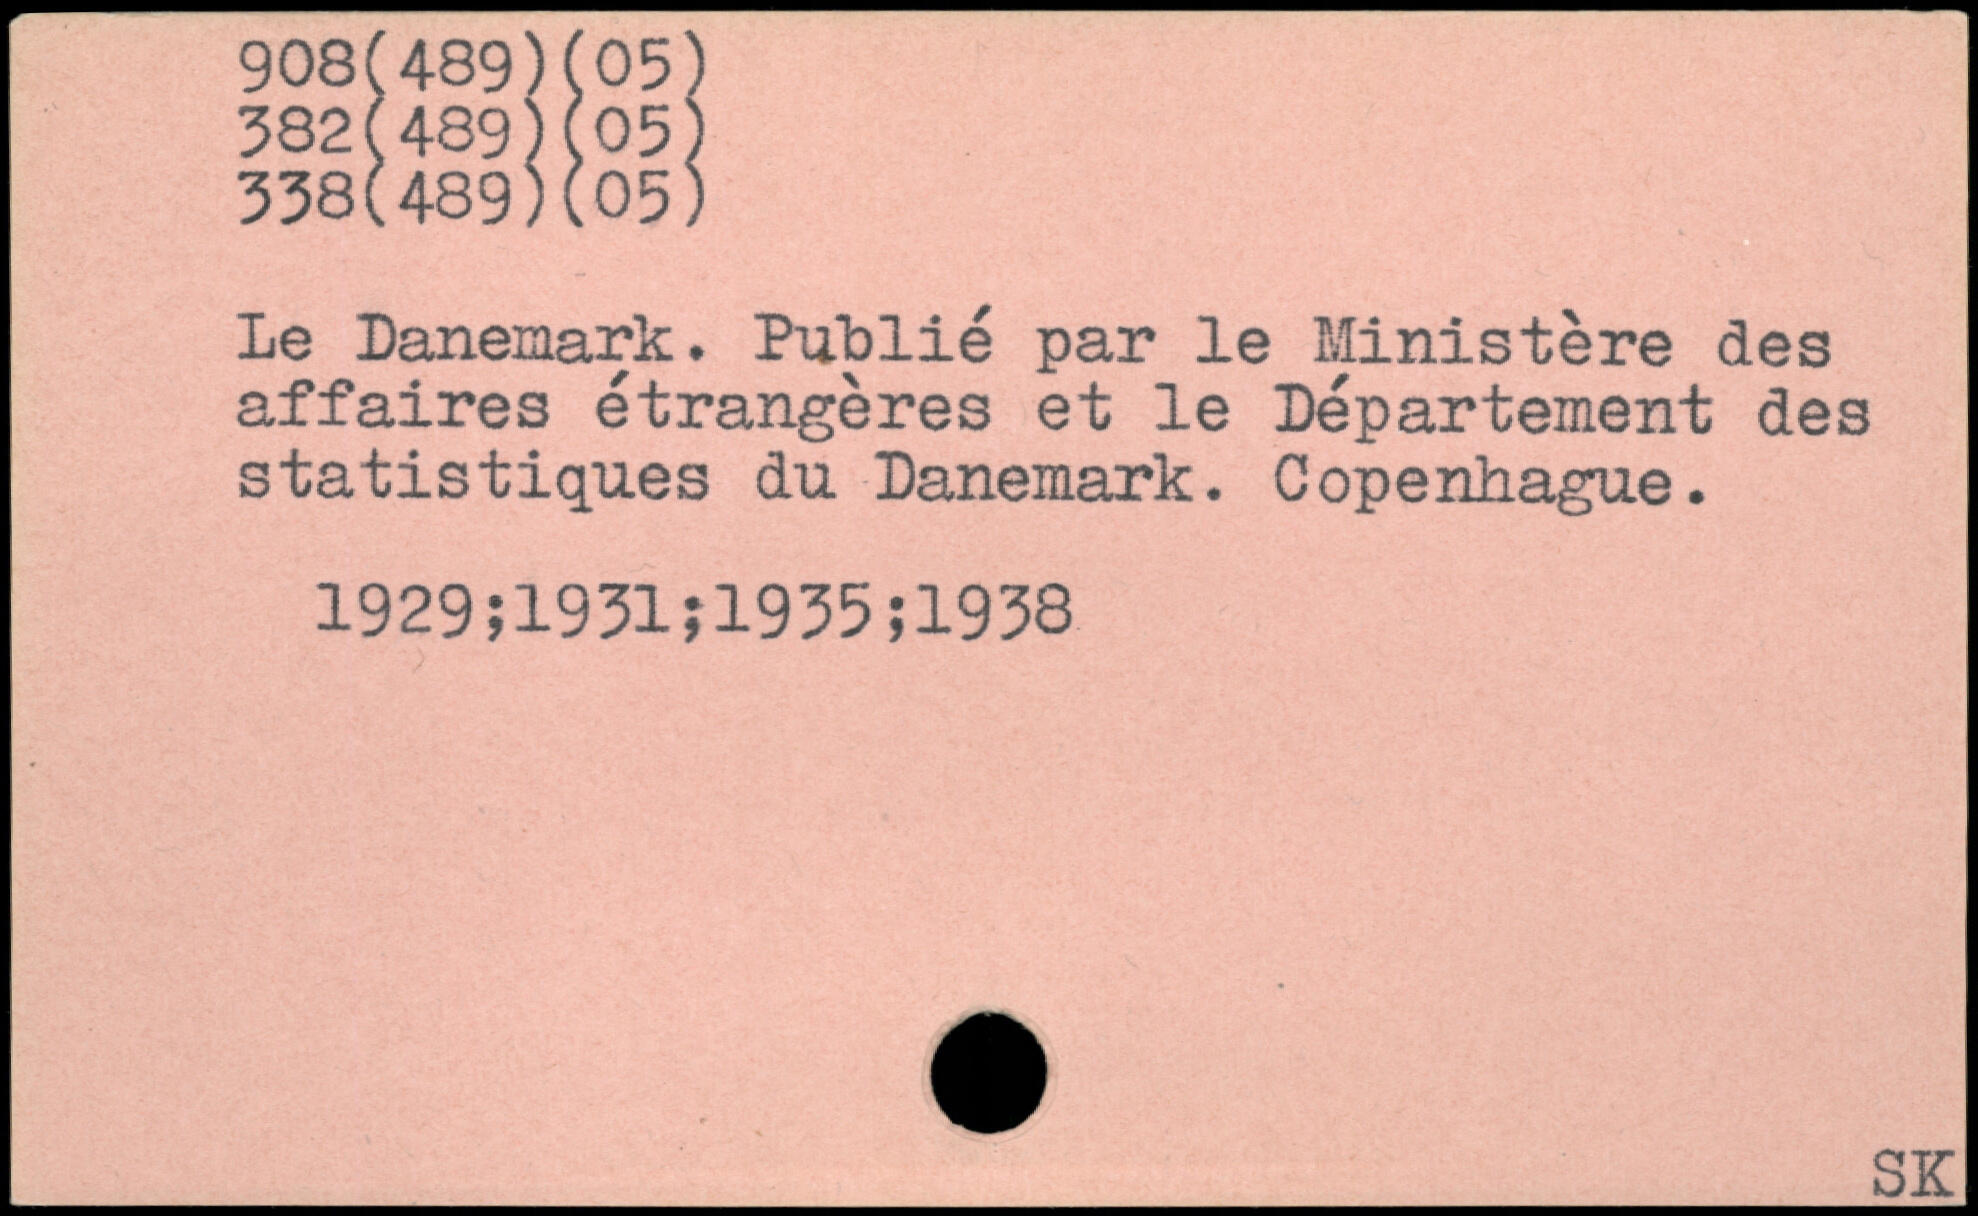 908(489)(05)
382(489)(05)
338(489)(05)
Le Danemark. Publié par le Ministère des
affaires étrangères et le Département des
statistiques du Danemark. Copenhague.
1929;1931;1935;1938
SK